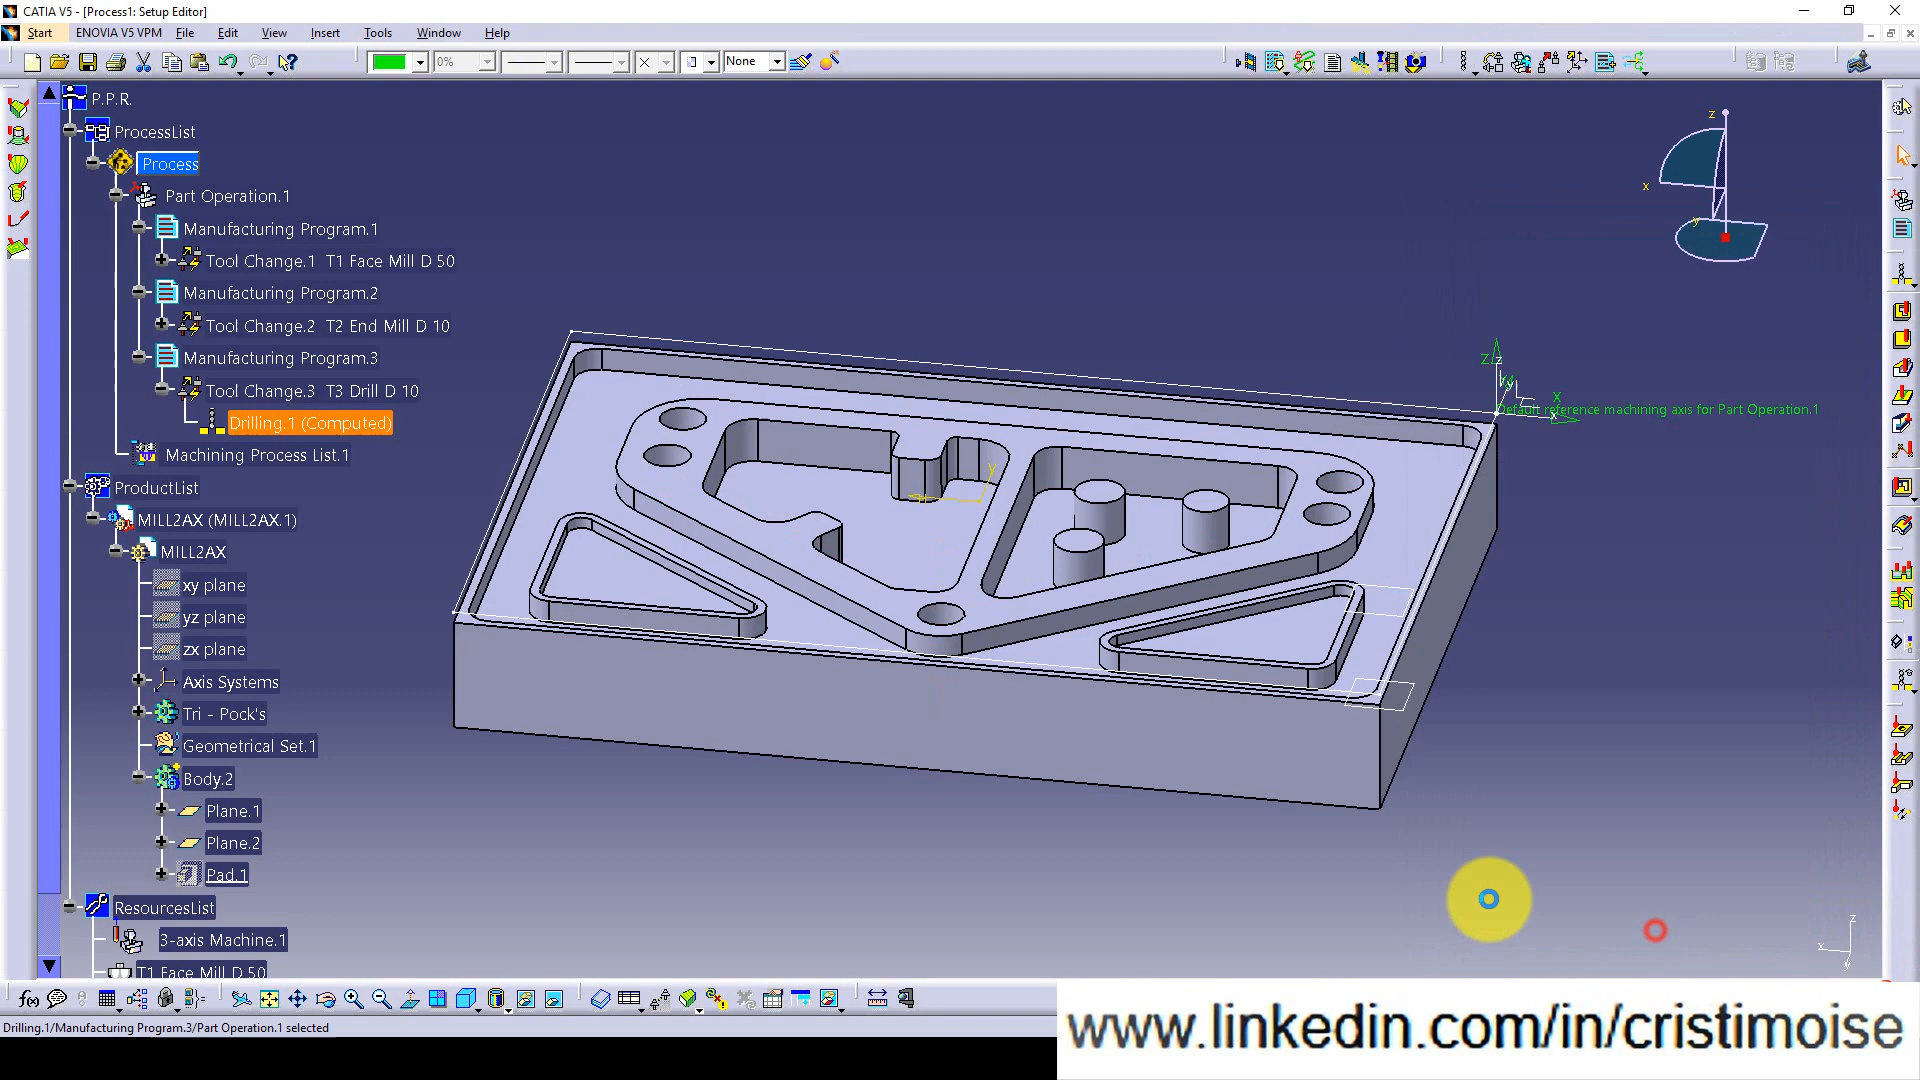 CATIA V5 - [Process1: Setup Editor]
Start ENOVIA V5 VPM File Edit View Insert Tools Window Help
0% None
P.P.R.
ProcessList
Process
Part Operation.1
Manufacturing Program.1
Tool Change.1 T1 Face Mill D 50
Manufacturing Program.2
Tool Change.2 T2 End Mill D 10
Manufacturing Program.3
Tool Change.3 T3 Drill D 10
Drilling.1 (Computed)
Machining Process List.1
ProductList
MILL2AX (MILL2AX.1)
MILL2AX
xy plane
yz plane
zx plane
Axis Systems
Tri - Pock's
Geometrical Set.1
Body.2
Plane.1
Plane.2
Pad.1
ResourcesList
3-axis Machine.1
T1 Face Mill D 50
z
x
y
Z z
y
X
x
Default reference machining axis for Part Operation.1
y
z
x
y
Drilling.1/Manufacturing Program.3/Part Operation.1 selected
www.linkedin.com/in/cristimoise